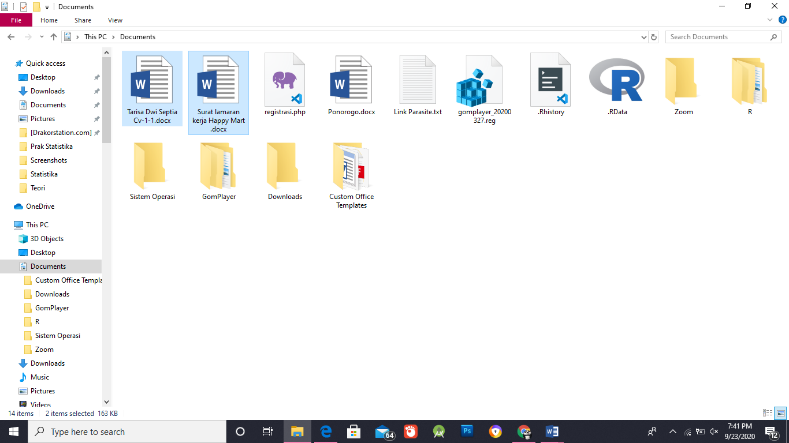 Documents
File
Home
Share
View
This PC
Documents
Search Documents
Quick access
Desktop
Downloads
Documents
Pictures
[Drakorstation.com]
Prak Statistika
Screenshots
Statistika
Teori
OneDrive
This PC
3D Objects
Desktop
Documents
Custom Office Templa
Downloads
GomPlayer
R
Sistem Operasi
Zoom
Downloads
Music
Pictures
Videos
Tarisa Dwi Septia
Cv-1-1.docx
Surat lamaran
kerja Happy Mart
.docx
registrasi.php
Ponorogo.docx
Link Parasite.txt
gomplayer_20200
327.reg
.Rhistory
.RData
Zoom
R
Sistem Operasi
GomPlayer
Downloads
Custom Office
Templates
14 items
2 items selected 163 KB
Type here to search
64
7:41 PM
9/23/2020
12